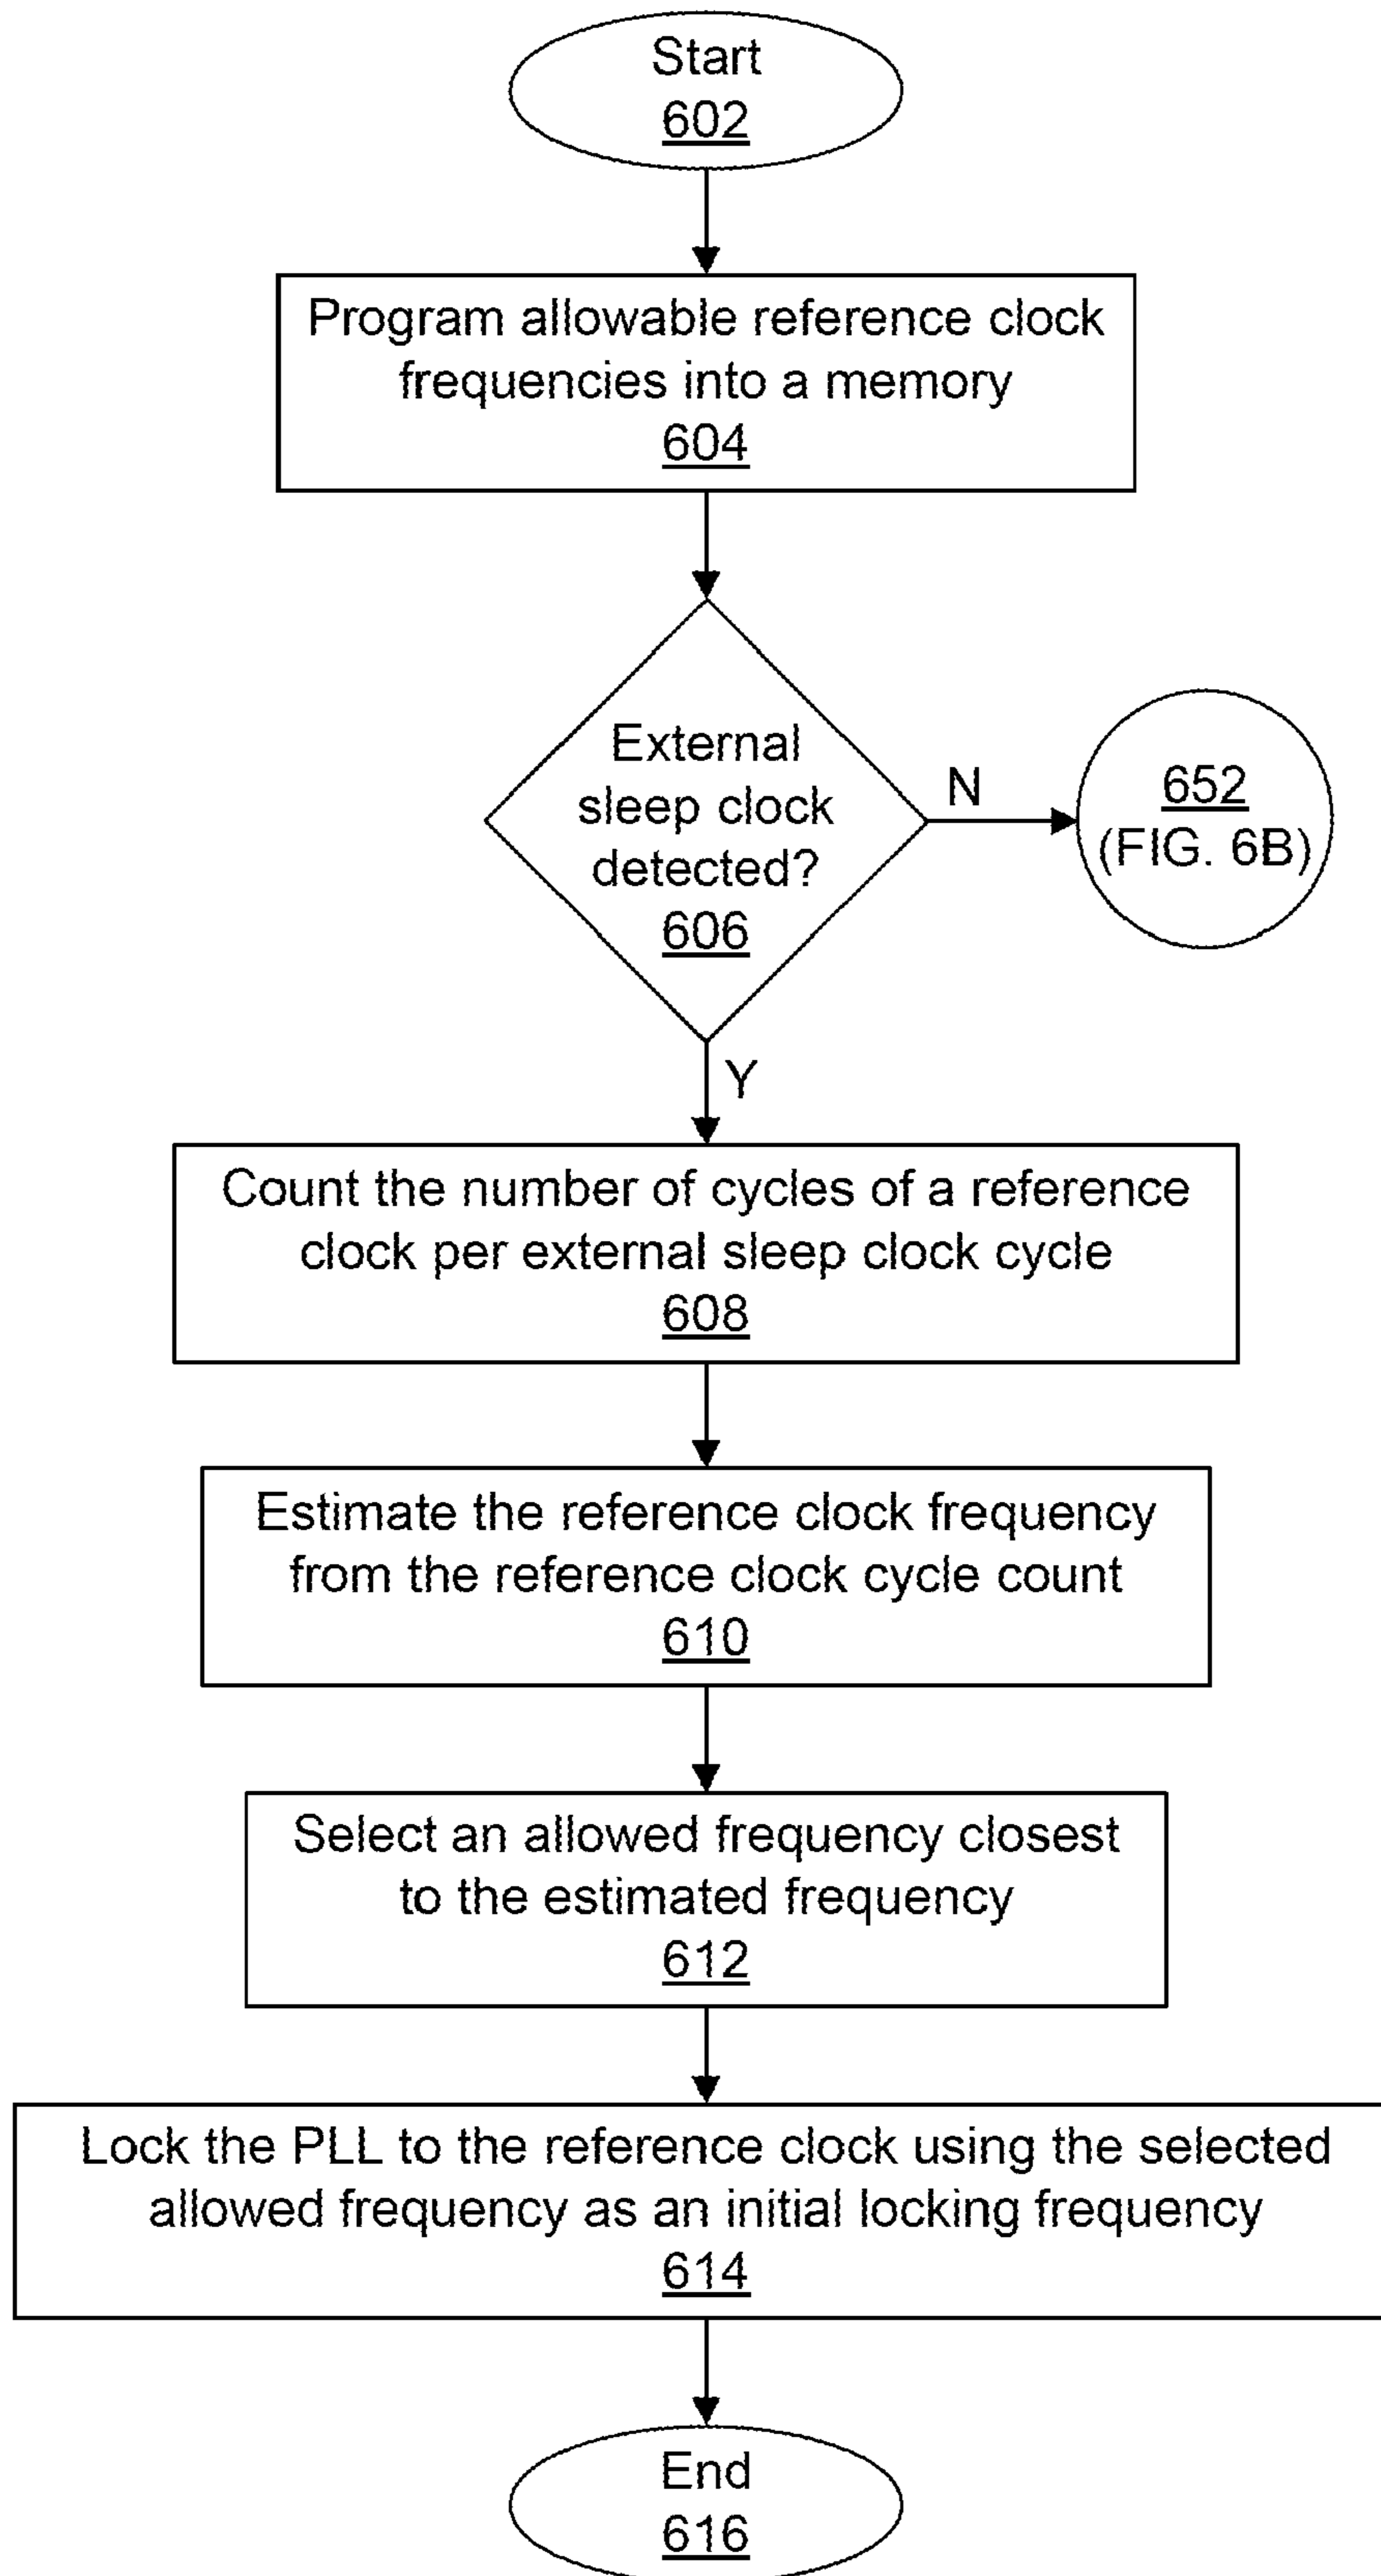 Start
602
Program allowable reference clock
frequencies into a memory
604
External
sleep clock
detected?
606
N
652
(FIG. 6B)
Y
Count the number of cycles of a reference
clock per external sleep clock cycle
608
Estimate the reference clock frequency
from the reference clock cycle count
610
Select an allowed frequency closest
to the estimated frequency
612
Lock the PLL to the reference clock using the selected
allowed frequency as an initial locking frequency
614
End
616